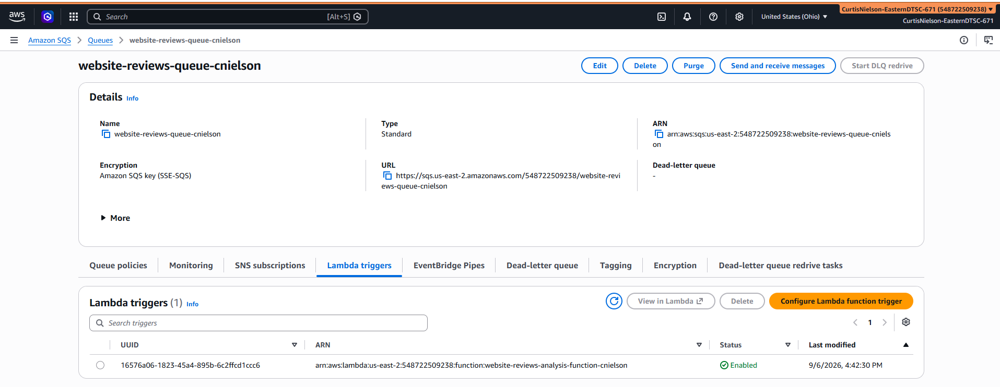 aws
Search
[Alt+S]
United States (Ohio)
CurtisNielson-EasternDTSC-671 (548722509238)
CurtisNielson-EasternDTSC-671
Amazon SQS
Queues
website-reviews-queue-cnielson
website-reviews-queue-cnielson
Edit
Delete
Purge
Send and receive messages
Start DLQ redrive
Details Info
Name
website-reviews-queue-cnielson
Type
Standard
ARN
arn:aws:sqs:us-east-2:548722509238:website-reviews-queue-cniels
on
Encryption
Amazon SQS key (SSE-SQS)
URL
https://sqs.us-east-2.amazonaws.com/548722509238/website-revi
ews-queue-cnielson
Dead-letter queue
-
More
Queue policies
Monitoring
SNS subscriptions
Lambda triggers
EventBridge Pipes
Dead-letter queue
Tagging
Encryption
Dead-letter queue redrive tasks
Lambda triggers (1) Info
View in Lambda
Delete
Configure Lambda function trigger
Search triggers
1
UUID
ARN
Status
Last modified
16576a06-1823-45a4-895b-6c2ffcd1ccc6
arn:aws:lambda:us-east-2:548722509238:function:website-reviews-analysis-function-cnielson
Enabled
9/6/2026, 4:42:30 PM